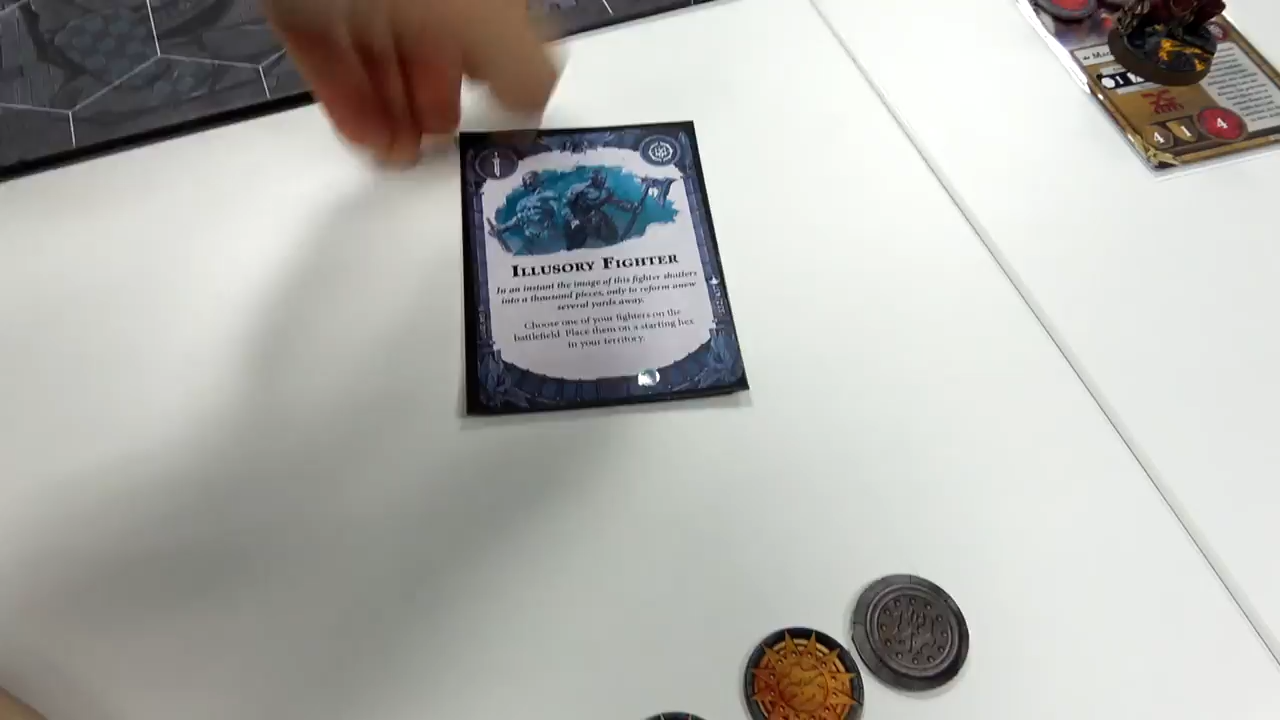 ILLUSORY FIGHTER
In an instant the image of this fighter shatters
into a thousand pieces, only to reform anew
several yards away.
Choose one of your fighters on the
battlefield. Place them on a starting hex
in your territory.
4
1
4